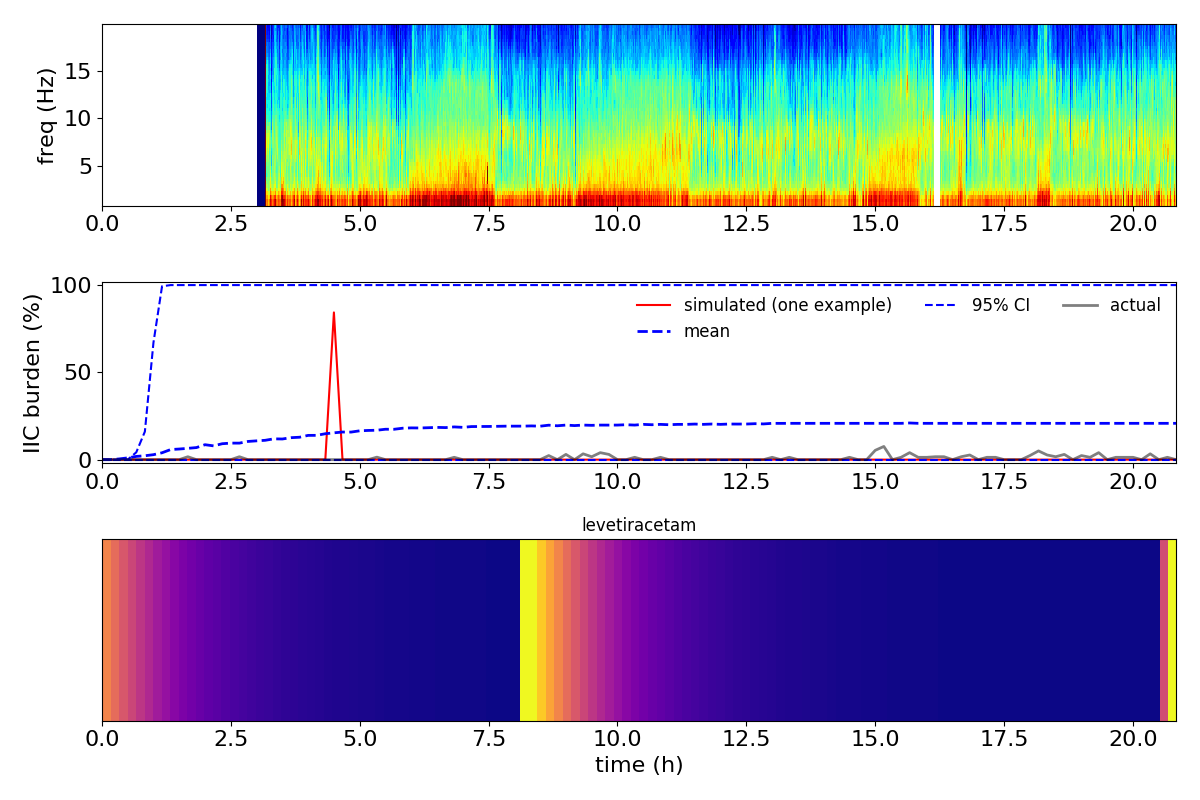 freq (Hz)
15
10
5
0.0 2.5 5.0 7.5 10.0 12.5 15.0 17.5 20.0
IIC burden (%)
100
50
0
simulated (one example) 95% CI actual
mean
0.0 2.5 5.0 7.5 10.0 12.5 15.0 17.5 20.0
levetiracetam
0.0 2.5 5.0 7.5 10.0 12.5 15.0 17.5 20.0
time (h)